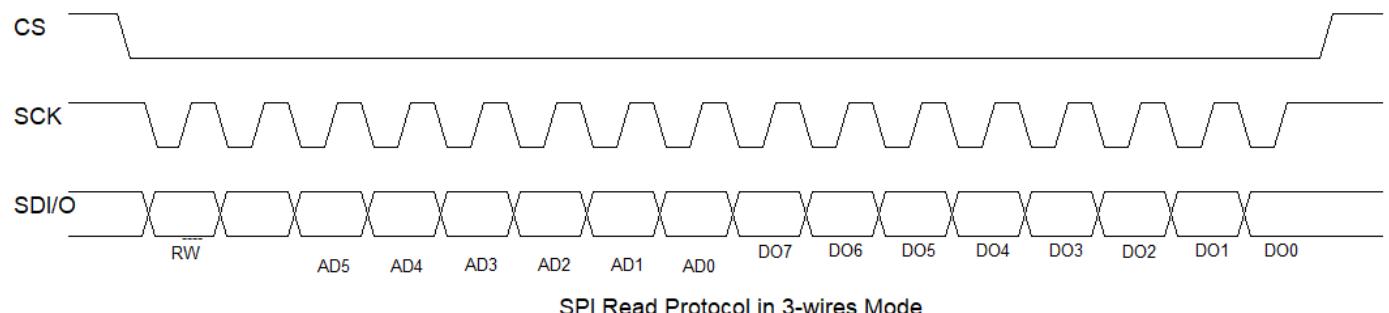 CS
SCK
SDI/O
RW DO7 DO6 DO5 DO4 DO3 DO2 DO1 DO0
AD5 AD4 AD3 AD2 AD1 AD0
SPI Read Protocol in 3-wires Mode